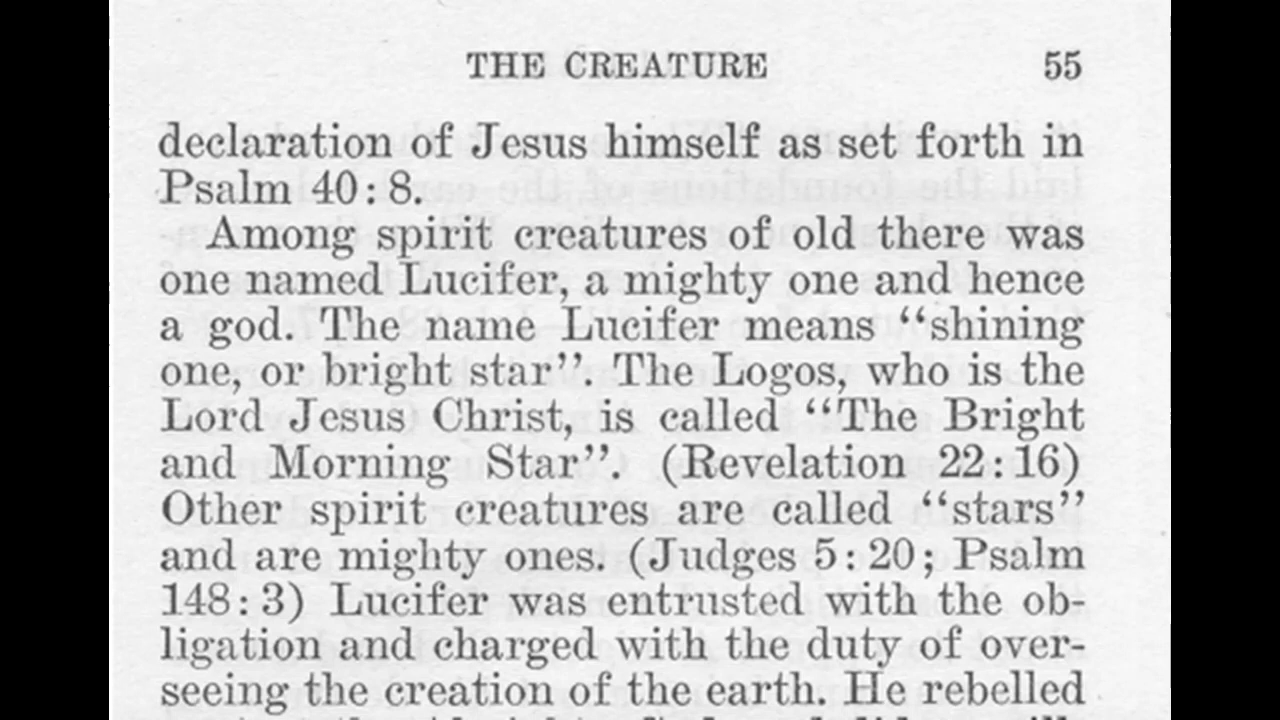 THE CREATURE 55
declaration of Jesus himself as set forth in
Psalm 40:8.
Among spirit creatures of old there was
one named Lucifer, a mighty one and hence
a god. The name Lucifer means “shining
one, or bright star”. The Logos, who is the
Lord Jesus Christ, is called “The Bright
and Morning Star”. (Revelation 22:16)
Other spirit creatures are called “stars”
and are mighty ones. (Judges 5:20; Psalm
148:3) Lucifer was entrusted with the ob-
ligation and charged with the duty of over-
seeing the creation of the earth. He rebelled